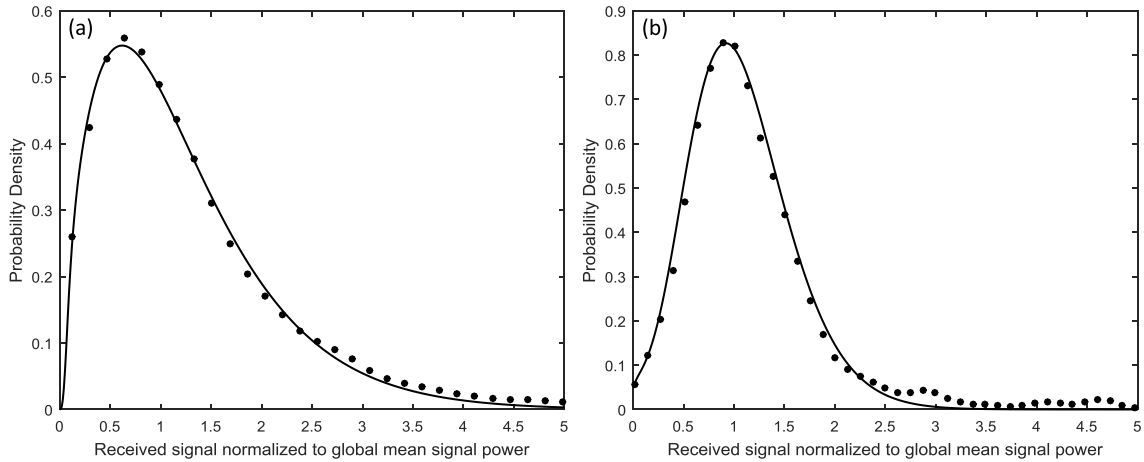 (a)
Probability Density
0.6
0.5
0.4
0.3
0.2
0.1
0
0 0.5 1 1.5 2 2.5 3 3.5 4 4.5 5
Received signal normalized to global mean signal power
(b)
Probability Density
0.9
0.8
0.7
0.6
0.5
0.4
0.3
0.2
0.1
0
0 0.5 1 1.5 2 2.5 3 3.5 4 4.5 5
Received signal normalized to global mean signal power